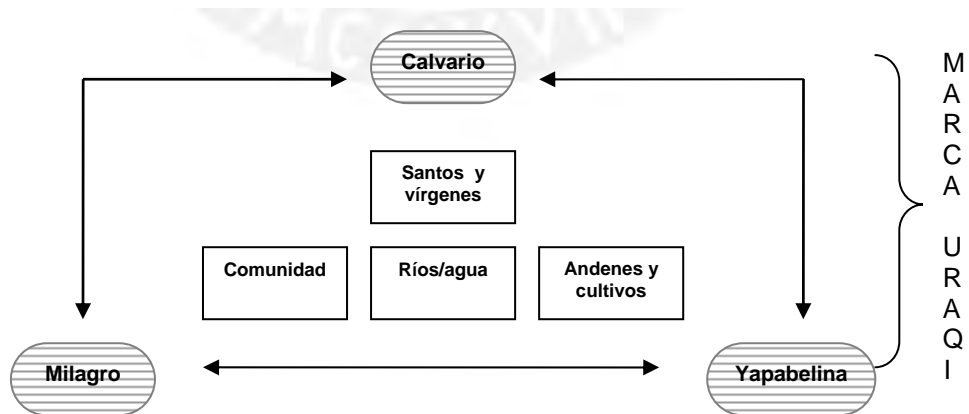 Calvario
Santos y
vírgenes
Comunidad
Ríos/agua
Andenes y
cultivos
Milagro
Yapabelina
M
A
R
C
A
U
R
A
Q
I